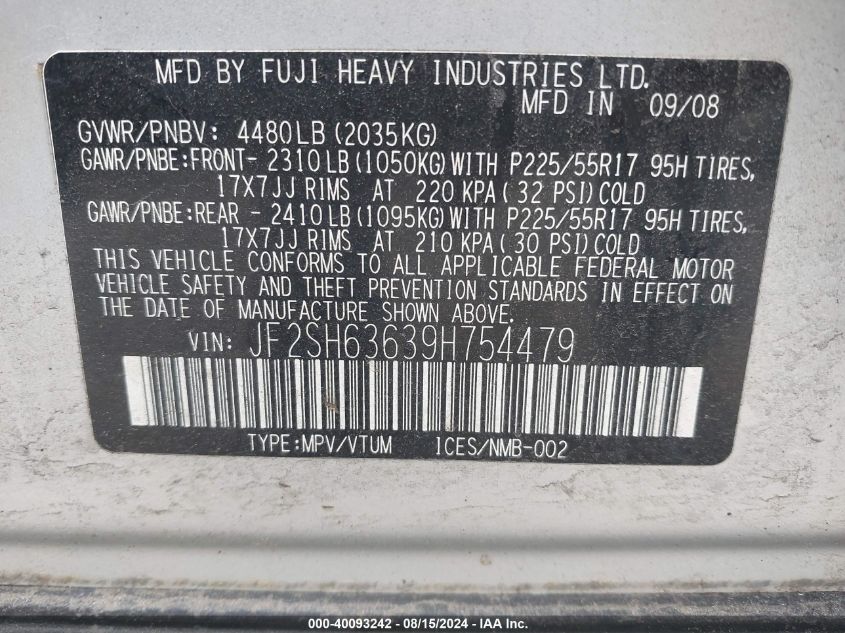 MFD BY FUJI HEAVY INDUSTRIES LTD.
MFD IN 09/08
GVWR/PNBV: 4480LB(2035KG)
GAWR/PNBE:FRONT- 2310LB(1050KG)WITH P225/55R17 95H TIRES,
17X7JJ RIMS AT 220 KPA( 32 PSI)COLD
GAWR/PNBE:REAR - 2410LB(1095KG)WITH P225/55R17 95H TIRES,
17X7JJ RIMS AT 210 KPA( 30 PSI)COLD
THIS VEHICLE CONFORMS TO ALL APPLICABLE FEDERAL MOTOR
VEHICLE SAFETY AND THEFT PREVENTION STANDARDS IN EFFECT ON
THE DATE OF MANUFACTURE SHOWN ABOVE.
VIN: JF2SH63639H754479
TYPE:MPV/VTUM ICES/NMB-002
000-40093242 - 08/15/2024 - IAA Inc.